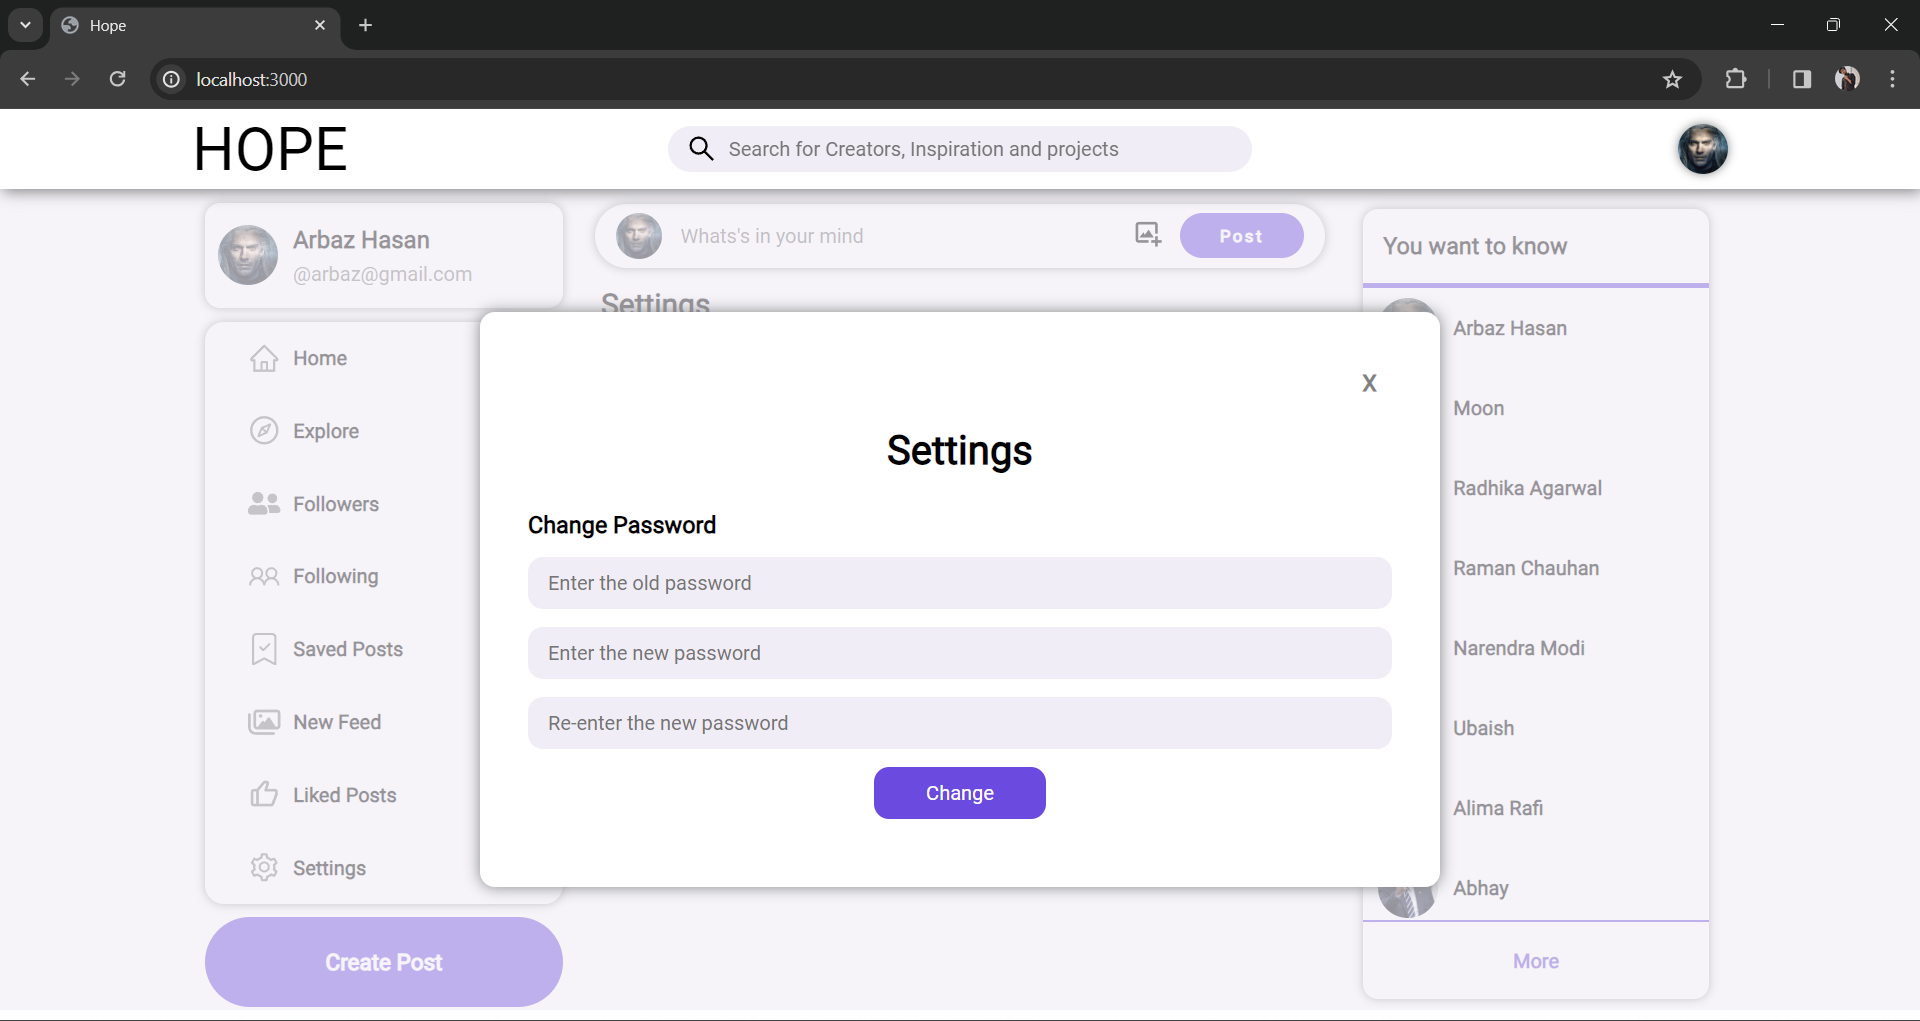 Hope
localhost:3000
HOPE
Search for Creators, Inspiration and projects
Arbaz Hasan
@arbaz@gmail.com
Home
Explore
Followers
Following
Saved Posts
New Feed
Liked Posts
Settings
Create Post
Whats's in your mind
Post
Settings
X
Settings
Change Password
Enter the old password
Enter the new password
Re-enter the new password
Change
You want to know
Arbaz Hasan
Moon
Radhika Agarwal
Raman Chauhan
Narendra Modi
Ubaish
Alima Rafi
Abhay
More